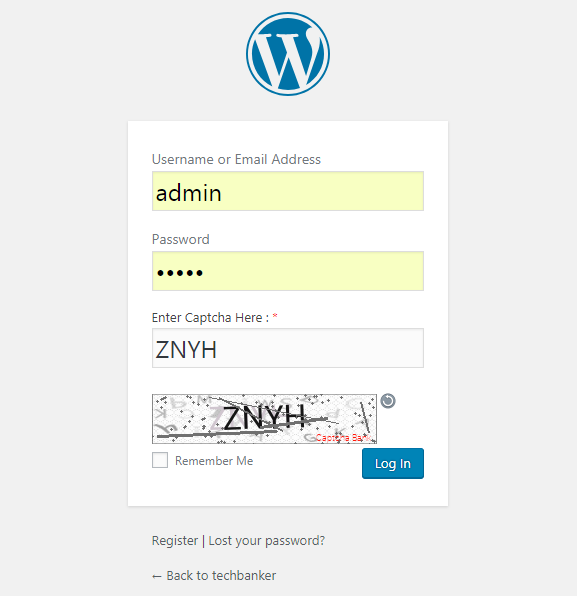 Username or Email Address
admin
Password
•••••
Enter Captcha Here : *
ZNYH
ZNYH
Captcha Bank
Remember Me
Log In
Register | Lost your password?
← Back to techbanker